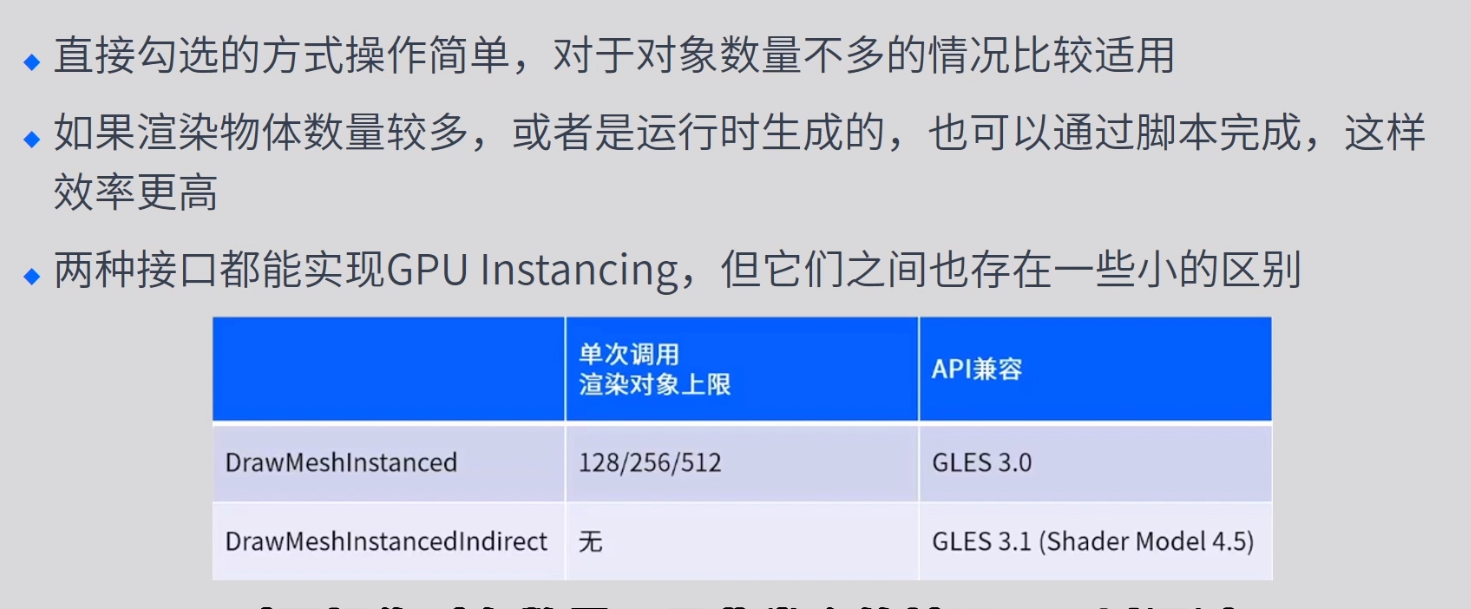 直接勾选的方式操作简单，对于对象数量不多的情况比较适用
如果渲染物体数量较多，或者是运行时生成的，也可以通过脚本完成，这样
效率更高
两种接口都能实现GPU Instancing，但它们之间也存在一些小的区别
单次调用
渲染对象上限
API兼容
DrawMeshInstanced
128/256/512
GLES 3.0
DrawMeshInstancedIndirect
无
GLES 3.1 (Shader Model 4.5)